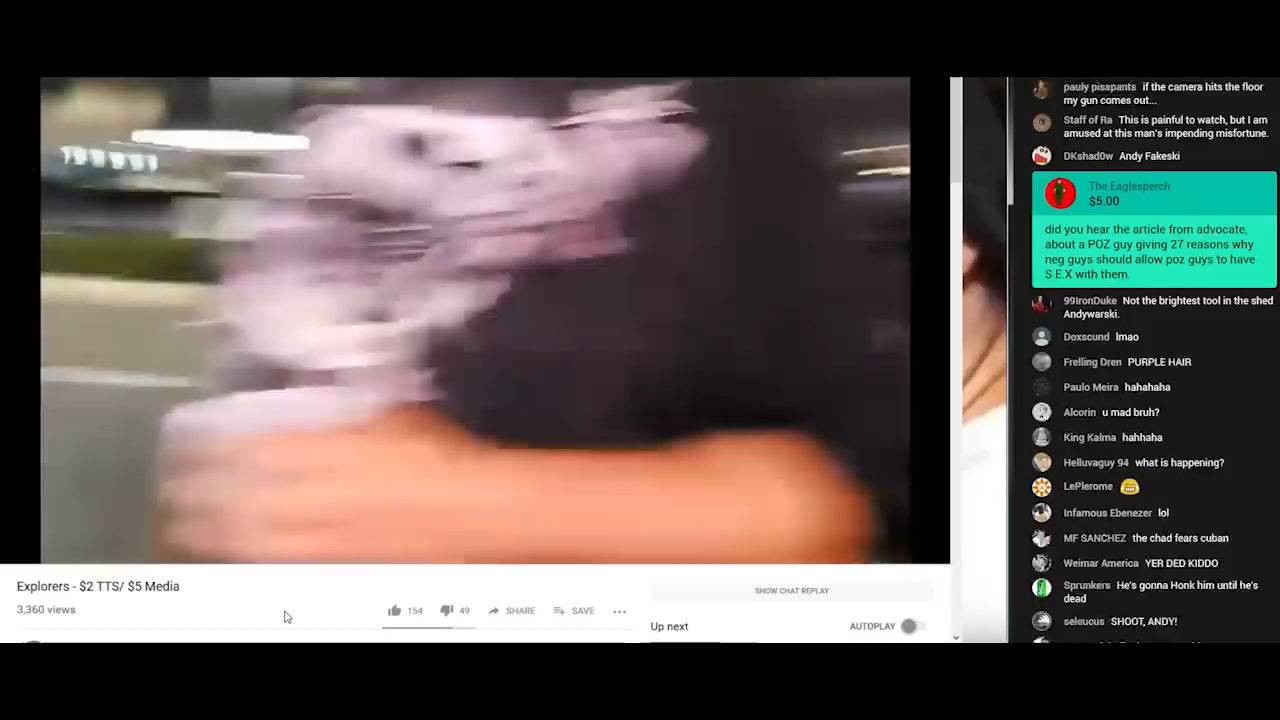 pauly pisapants if the camera hits the floor
my gun comes out...
Staff of Ra This is painful to watch, but I am
amused at this man's impending misfortune.
DKshad0w Andy Fakeski
The Eaglesperch
$5.00
did you hear the article from advocate,
about a POZ guy giving 27 reasons why
neg guys should allow poz guys to have
S E.X with them.
99IronDuke Not the brightest tool in the shed
Andywarski.
Doxscund lmao
Frelling Dren PURPLE HAIR
Paulo Meira hahahaha
Alcorin u mad bruh?
King Kalma hahhaha
Helluvaguy 94 what is happening?
LePlerome
Infamous Ebenezer lol
MF SANCHEZ the chad fears cuban
Weimar America YER DED KIDDO
Sprunkers He's gonna Honk him until he's
dead
seleucus SHOOT, ANDY!
Explorers - $2 TTS/ $5 Media
3,360 views
154 49 SHARE SAVE
SHOW CHAT REPLAY
Up next AUTOPLAY